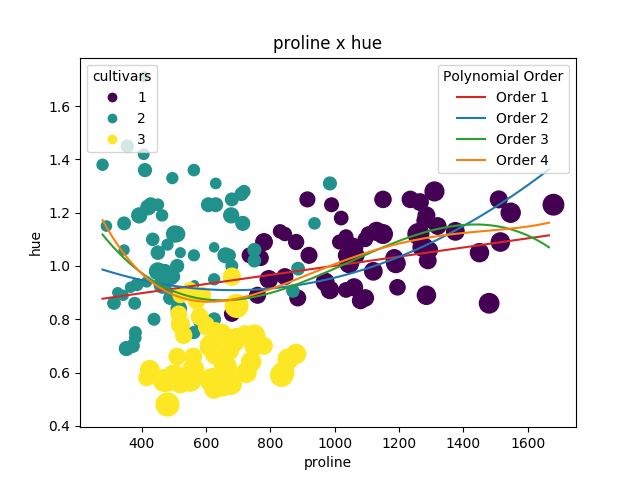 proline x hue
cultivars
1
2
3
Polynomial Order
Order 1
Order 2
Order 3
Order 4
1.6
1.4
1.2
1.0
0.8
0.6
0.4
hue
400 600 800 1000 1200 1400 1600
proline